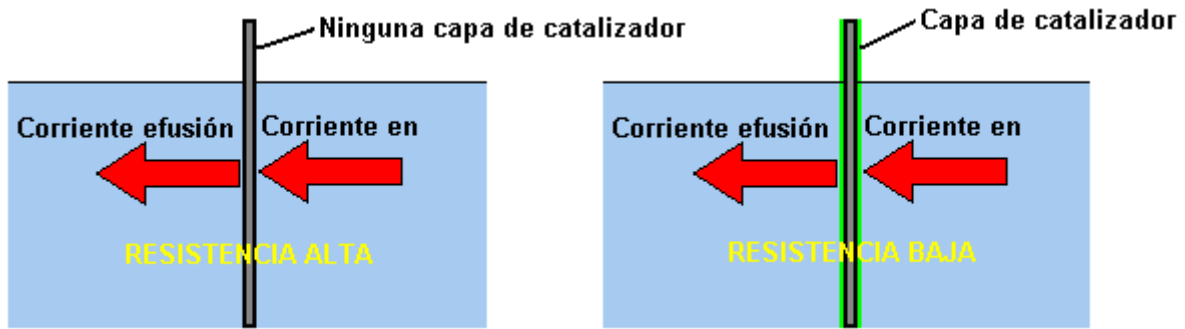 Ninguna capa de catalizador
Corriente efusión
Corriente en
RESISTENCIA ALTA
Capa de catalizador
Corriente efusión
Corriente en
RESISTENCIA BAJA